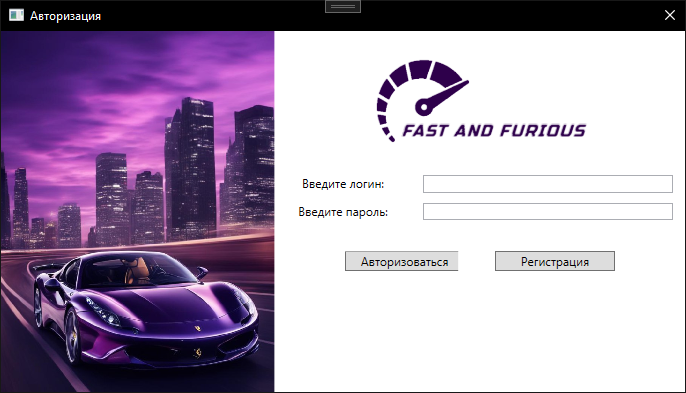 Авторизация
FAST AND FURIOUS
Введите логин:
Введите пароль:
Авторизоваться
Регистрация